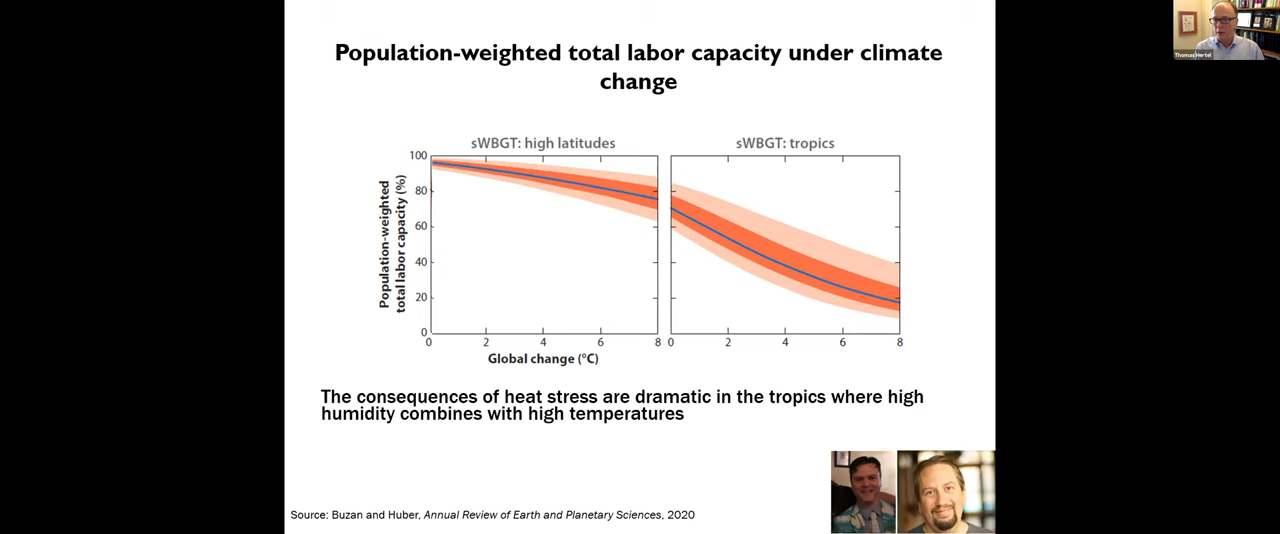 Population-weighted total labor capacity under climate
change
Thomas Hertel
sWBGT: high latitudes
sWBGT: tropics
Population-weighted
total labor capacity (%)
100
80
60
40
20
0
0 2 4 6 8
0 2 4 6 8
Global change (°C)
The consequences of heat stress are dramatic in the tropics where high
humidity combines with high temperatures
Source: Buzan and Huber, Annual Review of Earth and Planetary Sciences, 2020